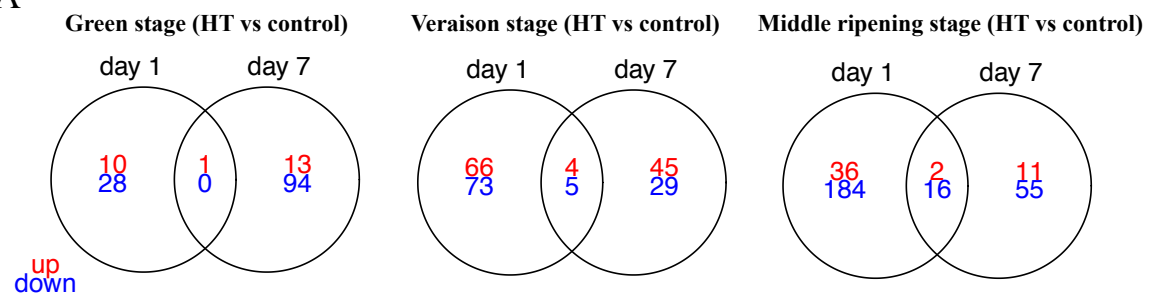 A
Green stage (HT vs control) Veraison stage (HT vs control) Middle ripening stage (HT vs control)
day 1 day 7 day 1 day 7 day 1 day 7
10 1 13 66 4 45 36 2 11
28 0 94 73 5 29 184 16 55
up
down